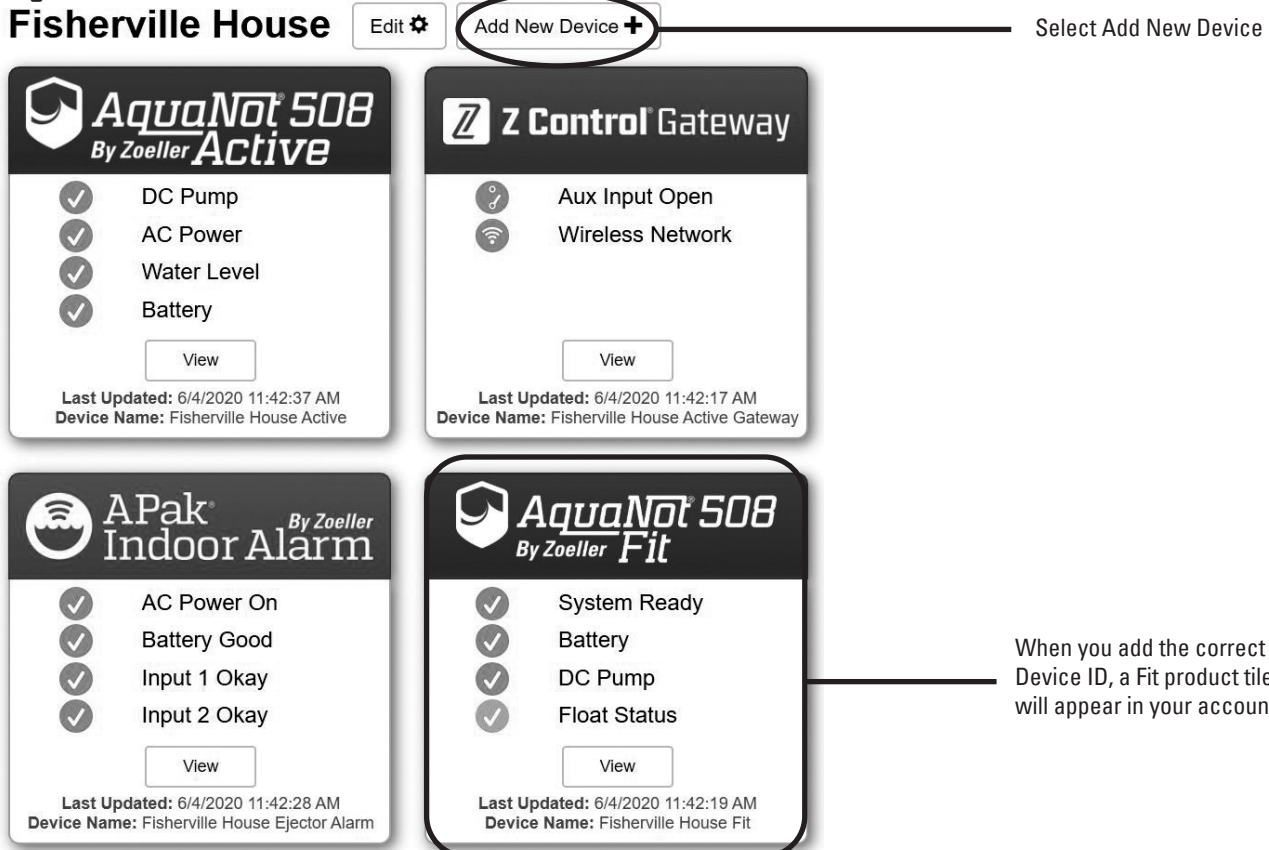 Fisherville House
Edit
Add New Device
Select Add New Device
AquaNot® 508
By Zoeller Active
DC Pump
AC Power
Water Level
Battery
View
Last Updated: 6/4/2020 11:42:37 AM
Device Name: Fisherville House Active
Z Control® Gateway
Aux Input Open
Wireless Network
View
Last Updated: 6/4/2020 11:42:17 AM
Device Name: Fisherville House Active Gateway
APak® By Zoeller
Indoor Alarm
AC Power On
Battery Good
Input 1 Okay
Input 2 Okay
View
Last Updated: 6/4/2020 11:42:28 AM
Device Name: Fisherville House Ejector Alarm
AquaNot® 508
By Zoeller Fit
System Ready
Battery
DC Pump
Float Status
View
Last Updated: 6/4/2020 11:42:19 AM
Device Name: Fisherville House Fit
When you add the correct
Device ID, a Fit product tile
will appear in your accoun